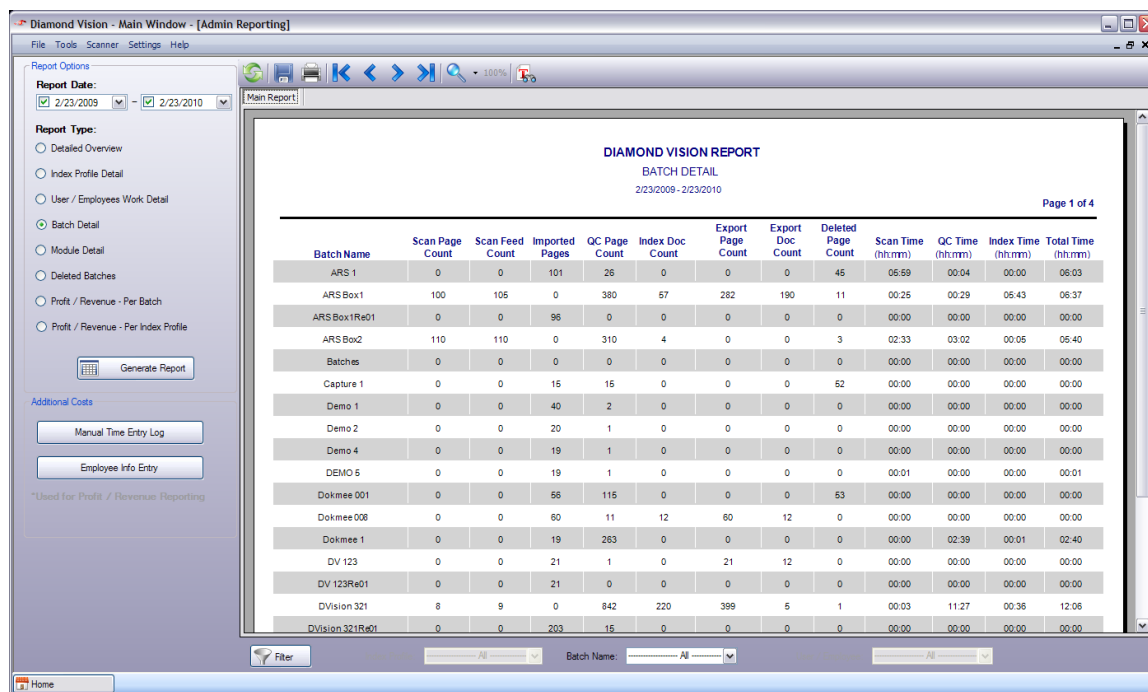 Diamond Vision - Main Window - [Admin Reporting]
File Tools Scanner Settings Help
Report Options
Report Date:
2/23/2009 - 2/23/2010
Report Type:
Detailed Overview
Index Profile Detail
User / Employees Work Detail
Batch Detail
Module Detail
Deleted Batches
Profit / Revenue - Per Batch
Profit / Revenue - Per Index Profile
Generate Report
Additional Costs
Manual Time Entry Log
Employee Info Entry
*Used for Profit / Revenue Reporting
100%
Main Report
DIAMOND VISION REPORT
BATCH DETAIL
2/23/2009 - 2/23/2010
Page 1 of 4
Batch Name Scan Page Count Scan Feed Count Imported Pages QC Page Count Index Doc Count Export Page Count Export Doc Count Deleted Page Count Scan Time (hh:mm) QC Time (hh:mm) Index Time (hh:mm) Total Time (hh:mm)
ARS 1 0 0 101 26 0 0 0 45 05:59 00:04 00:00 06:03
ARS Box1 100 105 0 380 57 282 190 11 00:25 00:29 05:43 06:37
ARS Box1Re01 0 0 96 0 0 0 0 0 00:00 00:00 00:00 00:00
ARS Box2 110 110 0 310 4 0 0 3 02:33 03:02 00:05 05:40
Batches 0 0 0 0 0 0 0 0 00:00 00:00 00:00 00:00
Capture 1 0 0 15 15 0 0 0 52 00:00 00:00 00:00 00:00
Demo 1 0 0 40 2 0 0 0 0 00:00 00:00 00:00 00:00
Demo 2 0 0 20 1 0 0 0 0 00:00 00:00 00:00 00:00
Demo 4 0 0 19 1 0 0 0 0 00:00 00:00 00:00 00:00
DEMO 5 0 0 19 1 0 0 0 0 00:01 00:00 00:00 00:01
Dokmee 001 0 0 56 115 0 0 0 53 00:00 00:00 00:00 00:00
Dokmee 008 0 0 60 11 12 60 12 0 00:00 00:00 00:00 00:00
Dokmee 1 0 0 19 263 0 0 0 0 00:00 02:39 00:01 02:40
DV 123 0 0 21 1 0 21 12 0 00:00 00:00 00:00 00:00
DV 123Re01 0 0 21 0 0 0 0 0 00:00 00:00 00:00 00:00
DVision 321 8 9 0 842 220 399 5 1 00:03 11:27 00:36 12:06
DVision 321Re01 0 0 203 15 0 0 0 0 00:00 00:00 00:00 00:00
Filter All Batch Name: All All
Home